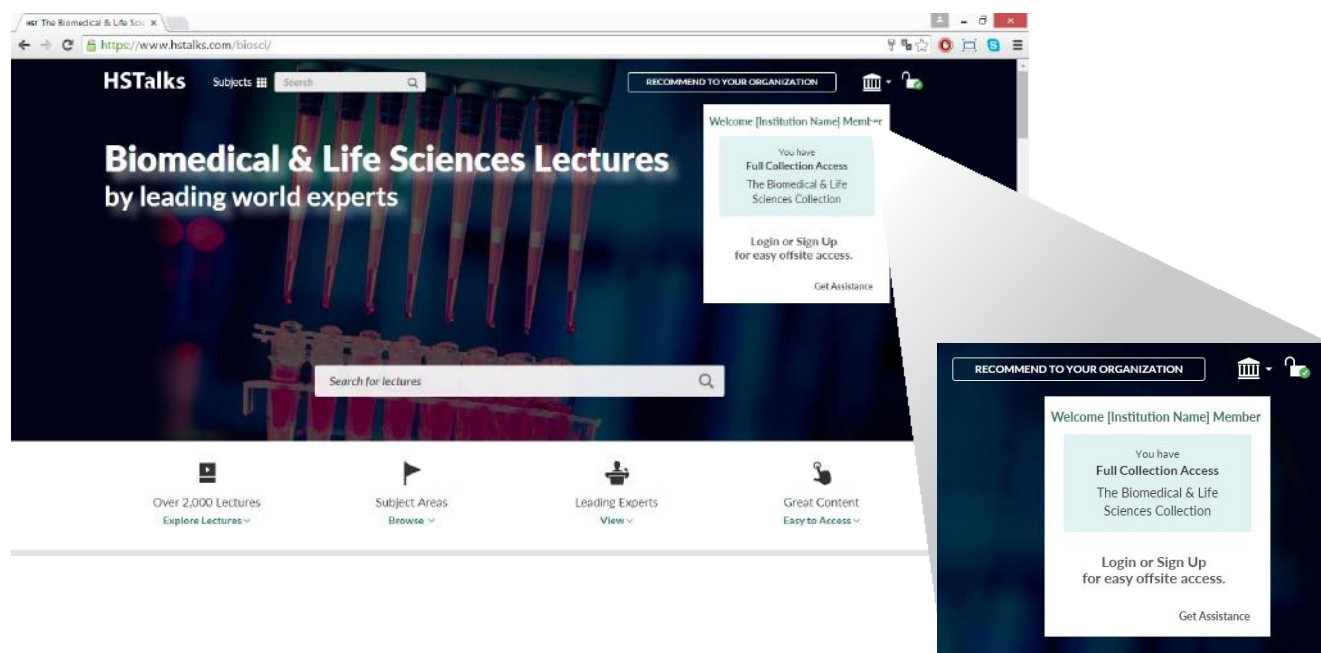 HST The Biomedical & Life Scie
https://www.hstalks.com/biosci/
HSTalks
Subjects
Search
RECOMMEND TO YOUR ORGANIZATION
Welcome [Institution Name] Member
You have
Full Collection Access
The Biomedical & Life
Sciences Collection
Login or Sign Up
for easy offsite access.
Get Assistance
Biomedical & Life Sciences Lectures
by leading world experts
Search for lectures
Over 2,000 Lectures
Explore Lectures
Subject Areas
Browse
Leading Experts
View
Great Content
Easy to Access
RECOMMEND TO YOUR ORGANIZATION
Welcome [Institution Name] Member
You have
Full Collection Access
The Biomedical & Life
Sciences Collection
Login or Sign Up
for easy offsite access.
Get Assistance